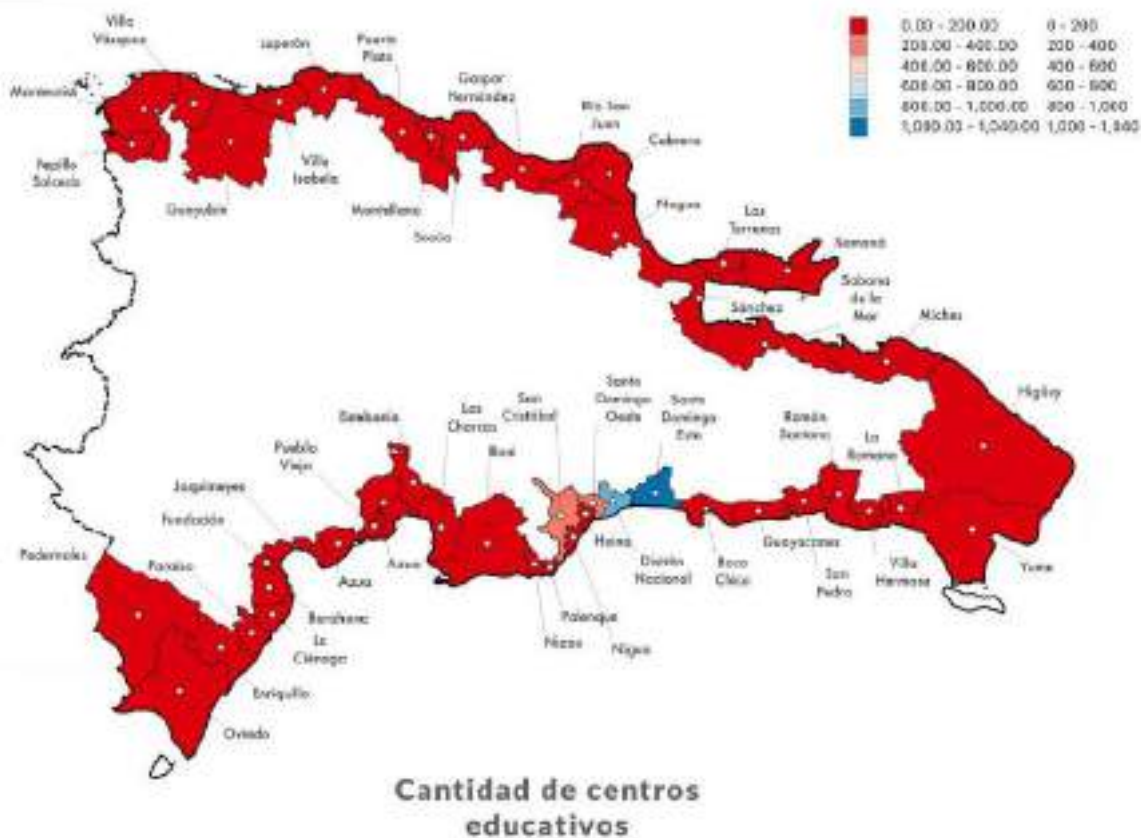 Villa
Vásquez
Luperón
Puerto
Plata
Gaspar
Hernández
Río San
Juan
Cabrera
Montecristi
Pepillo
Salcedo
Guayubín
Villa
Isabela
Montellano
Sosúa
Nagua
Las
Terrenas
Samaná
Sánchez
Sabana
de la
Mar
Miches
Higüey
0.00 - 200.00 0 - 200
200.00 - 400.00 200 - 400
400.00 - 600.00 400 - 600
600.00 - 800.00 600 - 800
800.00 - 1,000.00 800 - 1,000
1,000.00 - 1,040.00 1,000 - 1,040
Estebanía
Las
Charcas
Baní
San
Cristóbal
Santo
Domingo
Oeste
Santo
Domingo
Este
Ramón
Santana
La
Romana
Pueblo
Viejo
Jaquimeyes
Fundación
Pedernales
Paraíso
Azua
Azua
Barahona
La
Ciénaga
Enriquillo
Oviedo
Nizao
Palenque
Nigua
Haina
Distrito
Nacional
Boca
Chica
Guayacanes
San
Pedro
Villa
Hermosa
Yuma
Cantidad de centros
educativos